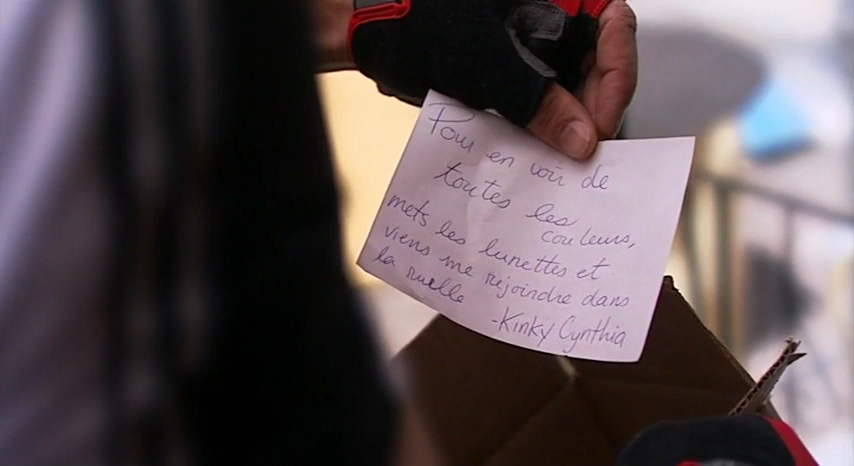 Pour en voir de
toutes les
couleurs,
mets les lunettes et
viens me rejoindre dans
la ruelle
-Kinky Cynthia